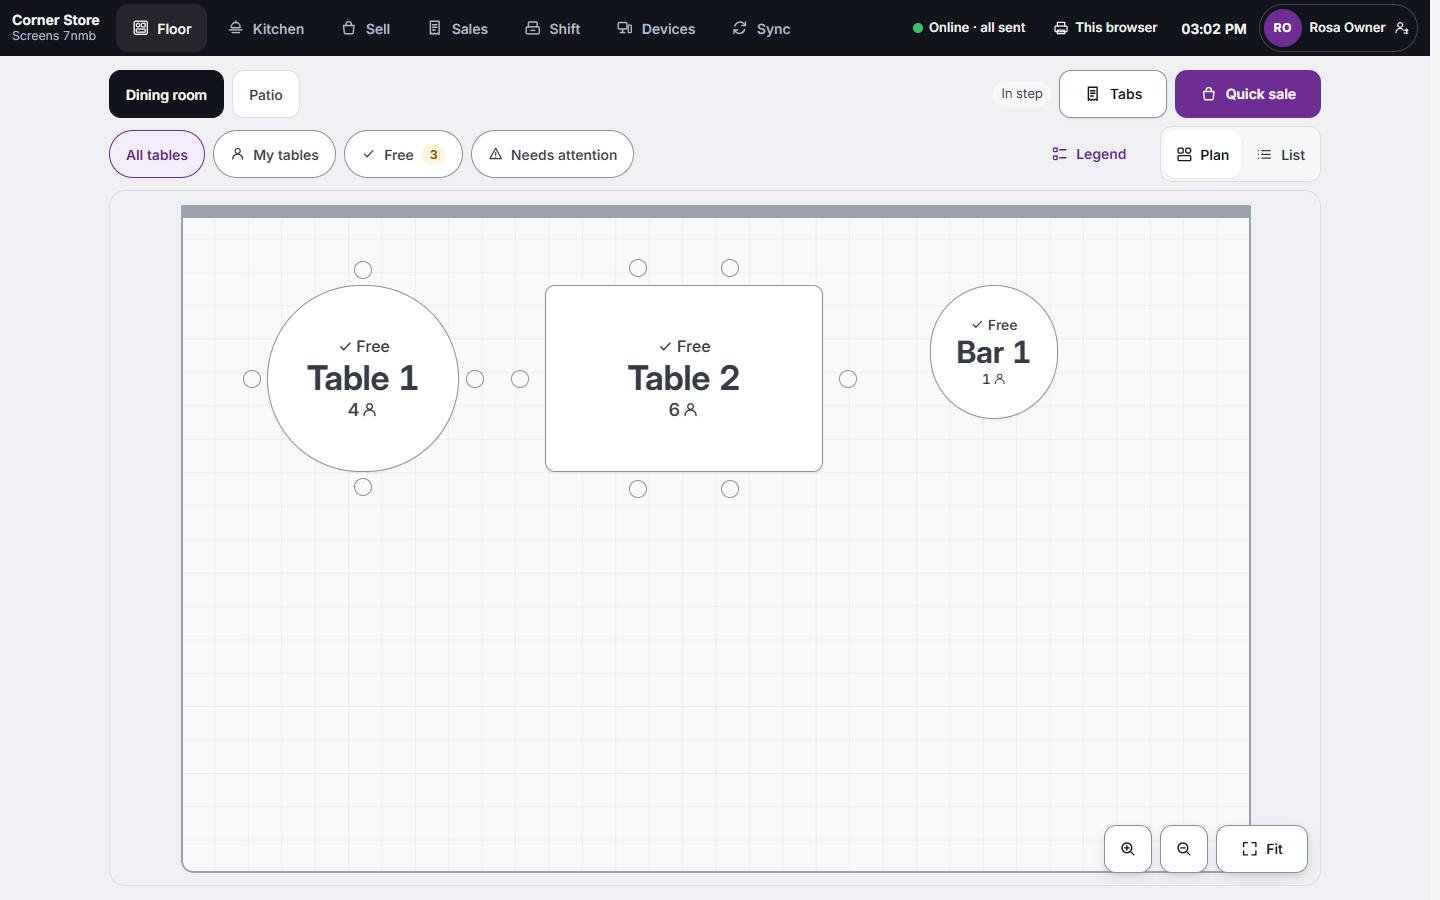 Corner Store
Screens 7nmb
Floor
Kitchen
Sell
Sales
Shift
Devices
Sync
Online · all sent
This browser
03:02 PM
RO
Rosa Owner
Dining room
Patio
In step
Tabs
Quick sale
All tables
My tables
Free 3
Needs attention
Legend
Plan
List
Free
Table 1
4
Free
Table 2
6
Free
Bar 1
1
Fit